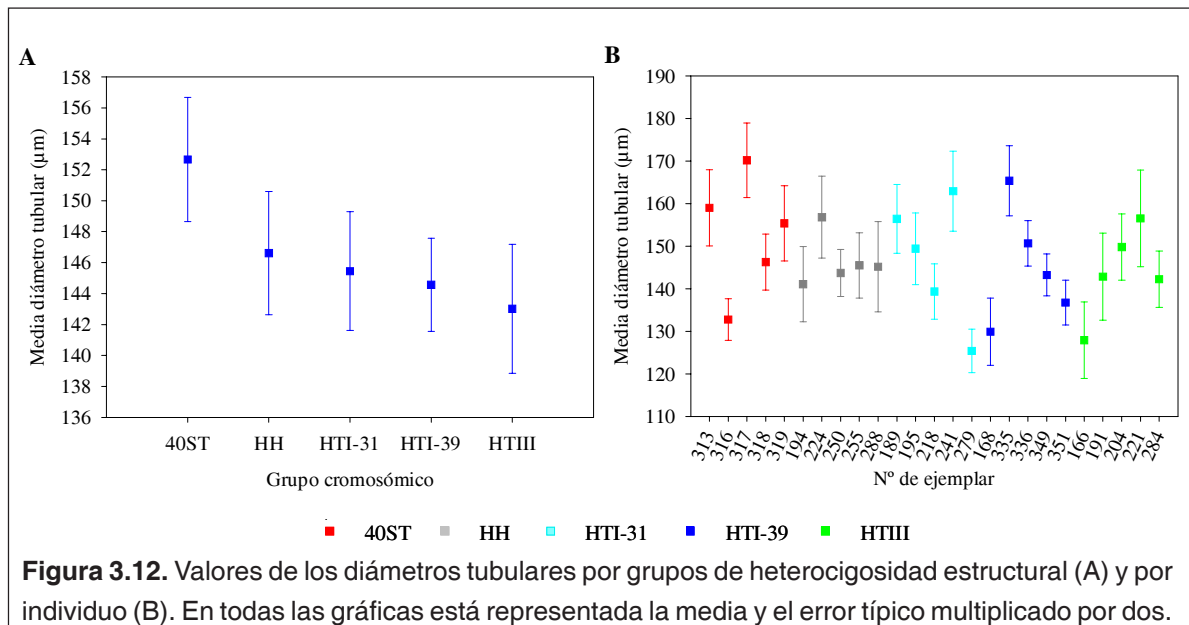 A
B
158
156
154
152
150
148
146
144
142
140
138
136
Media diámetro tubular (µm)
40ST HH HTI-31 HTI-39 HTIII
Grupo cromosómico
190
180
170
160
150
140
130
120
110
Media diámetro tubular (µm)
313 316 317 318 319 194 224 250 255 288 189 195 218 241 279 168 335 336 349 351 166 191 204 221 284
Nº de ejemplar
40ST HH HTI-31 HTI-39 HTIII
Figura 3.12. Valores de los diámetros tubulares por grupos de heterocigosidad estructural (A) y por
individuo (B). En todas las gráficas está representada la media y el error típico multiplicado por dos.